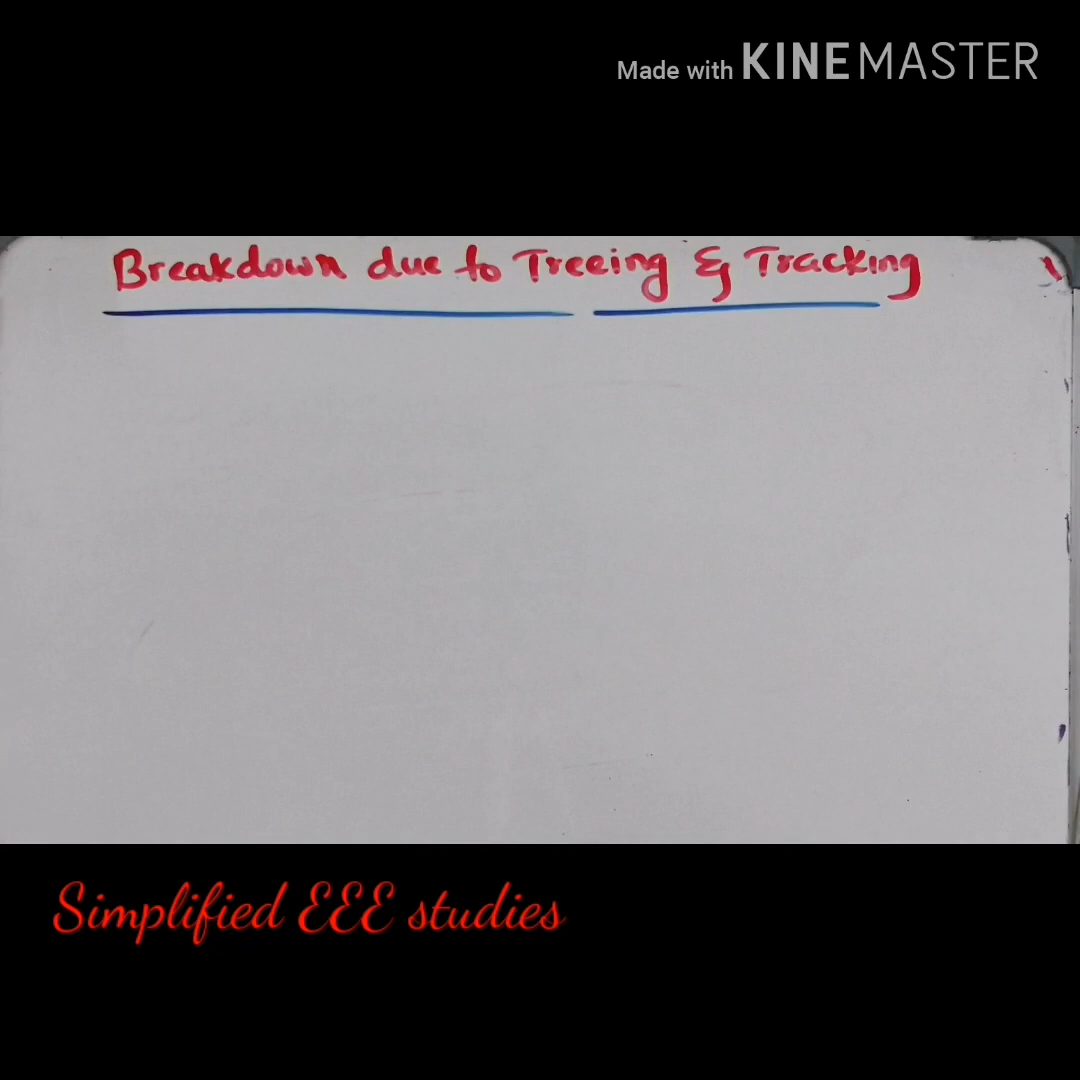 Made with KINEMASTER
Breakdown due to Treeing & Tracking
Simplified EEE studies